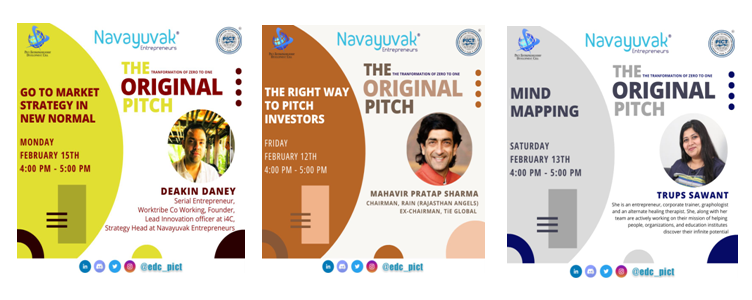 Navayuvak
Entrepreneurs
PICT
THE
THE TRANFORMATION OF ZERO TO ONE
ORIGINAL
PITCH
GO TO MARKET
STRATEGY IN
NEW NORMAL
MONDAY
FEBRUARY 15TH
4:00 PM - 5:00 PM
DEAKIN DANEY
Serial Entrepreneur,
Worktribe Co Working, Founder,
Lead Innovation officer at i4C,
Strategy Head at Navayuvak Entrepreneurs
@edc_pict
Navayuvak
Entrepreneurs
PICT
THE
THE TRANFORMATION OF ZERO TO ONE
ORIGINAL
PITCH
THE RIGHT WAY
TO PITCH
INVESTORS
FRIDAY
FEBRUARY 12TH
4:00 PM - 5:00 PM
MAHAVIR PRATAP SHARMA
CHAIRMAN, RAIN (RAJASTHAN ANGELS)
EX-CHAIRMAN, TIE GLOBAL
@edc_pict
Navayuvak
Entrepreneurs
PICT
THE
THE TRANFORMATION OF ZERO TO ONE
ORIGINAL
PITCH
MIND
MAPPING
SATURDAY
FEBRUARY 13TH
4:00 PM - 5:00 PM
TRUPS SAWANT
She is an entrepreneur, corporate trainer, graphologist
and an alternate healing therapist. She, along with her
team are actively working on their mission of helping
people, organizations, and education institutes
discover their infinite potential
@edc_pict